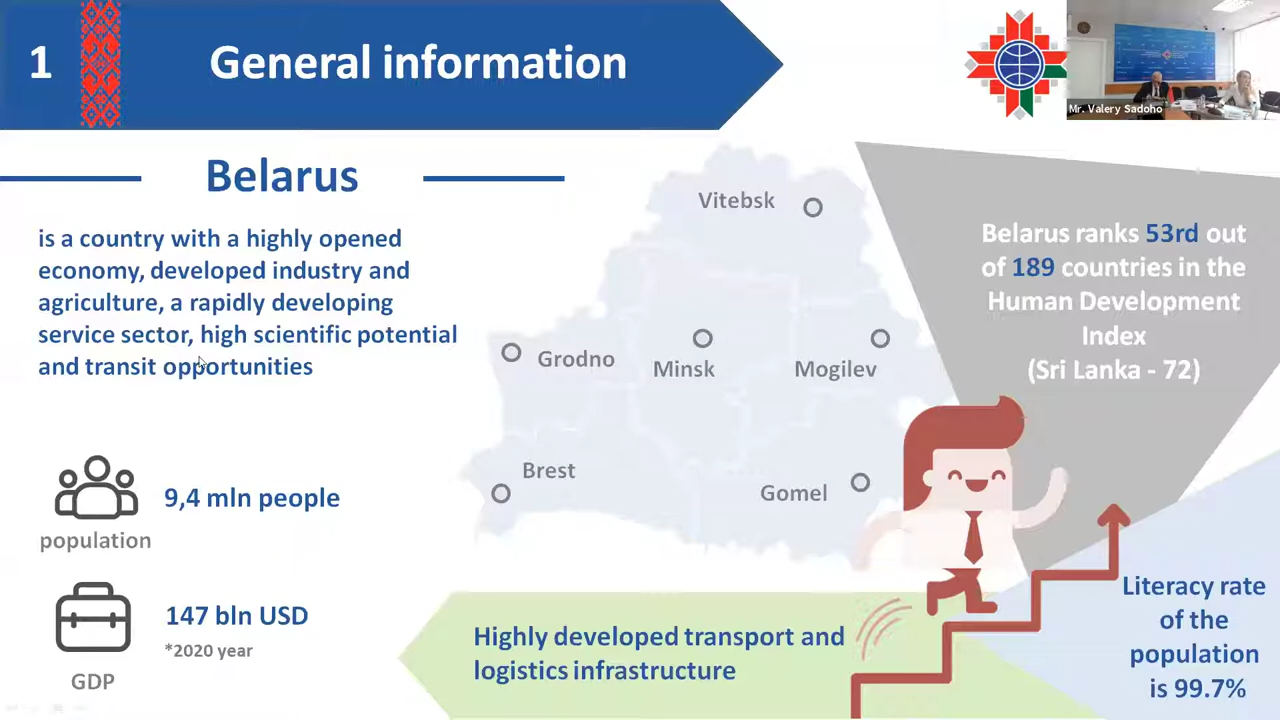 1
General information
Mr. Valery Sadoho
Belarus
is a country with a highly opened
economy, developed industry and
agriculture, a rapidly developing
service sector, high scientific potential
and transit opportunities
9,4 mln people
population
147 bln USD
*2020 year
GDP
Vitebsk
Grodno
Minsk
Mogilev
Brest
Gomel
Belarus ranks 53rd out
of 189 countries in the
Human Development
Index
(Sri Lanka - 72)
Highly developed transport and
logistics infrastructure
Literacy rate
of the
population
is 99.7%